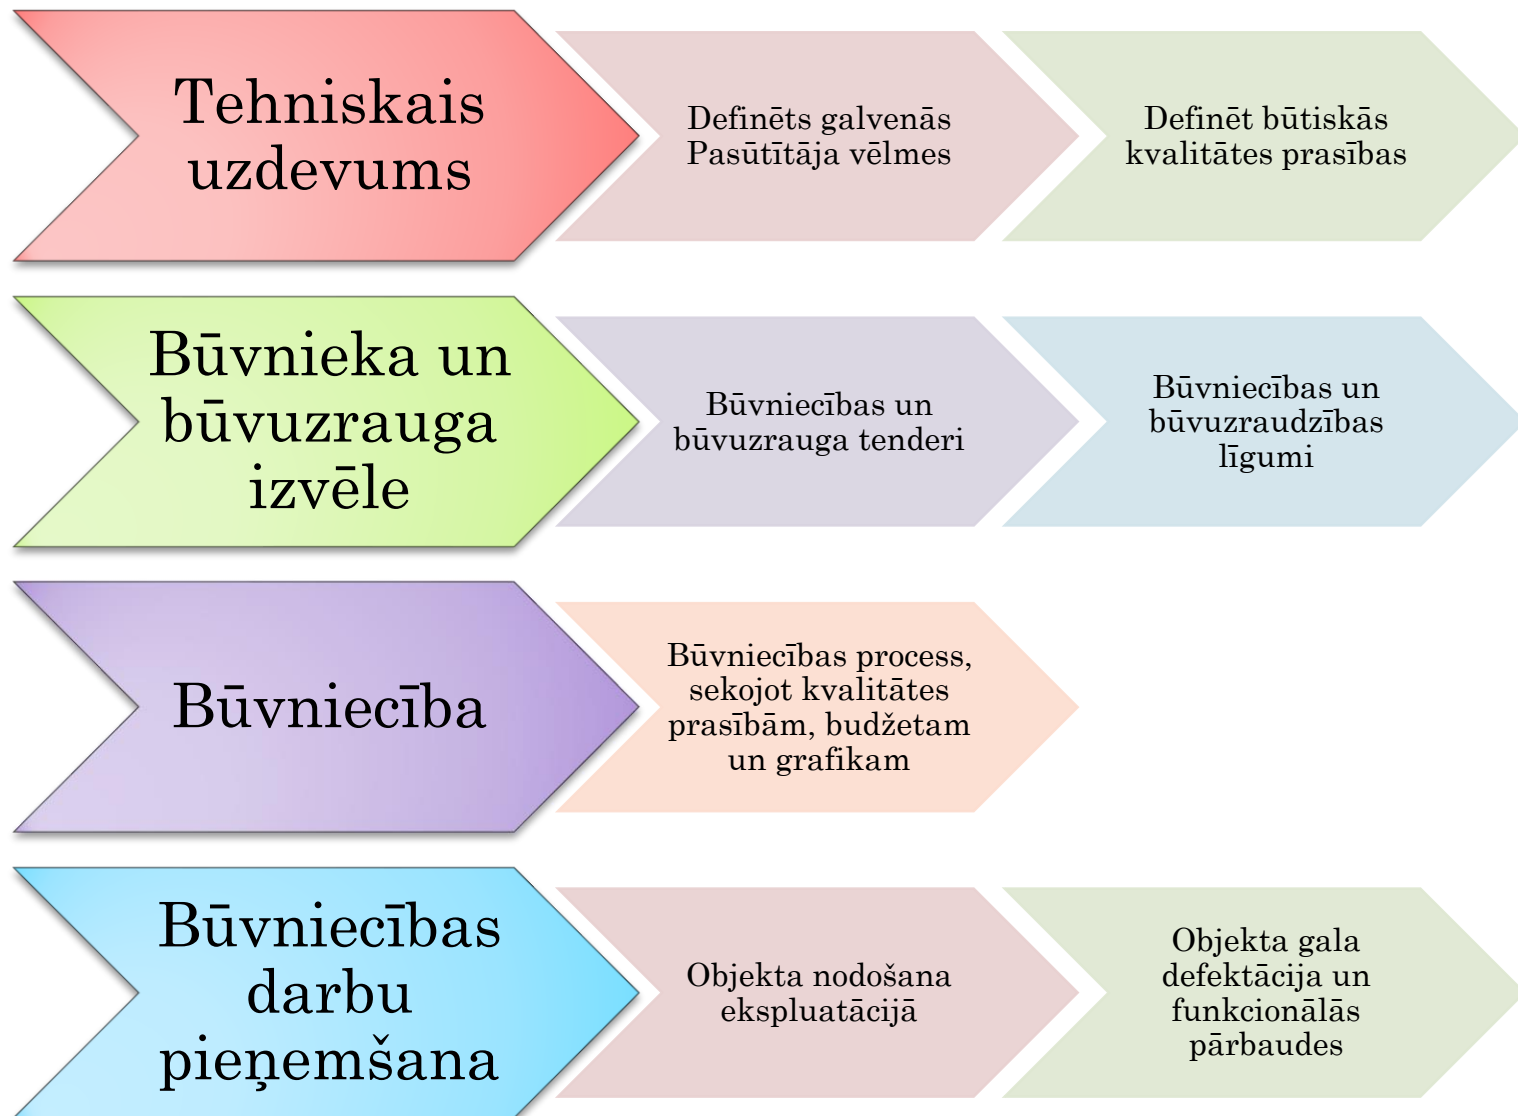 Tehniskais
uzdevums
Definēts galvenās
Pasūtītāja vēlmes
Definēt būtiskās
kvalitātes prasības
Būvnieka un
būvuzrauga
izvēle
Būvniecības un
būvuzrauga tenderi
Būvniecības un
būvuzraudzības
līgumi
Būvniecība
Būvniecības process,
sekojot kvalitātes
prasībām, budžetam
un grafikam
Būvniecības
darbu
pieņemšana
Objekta nodošana
ekspluatācijā
Objekta gala
defektācija un
funkcionālās
pārbaudes